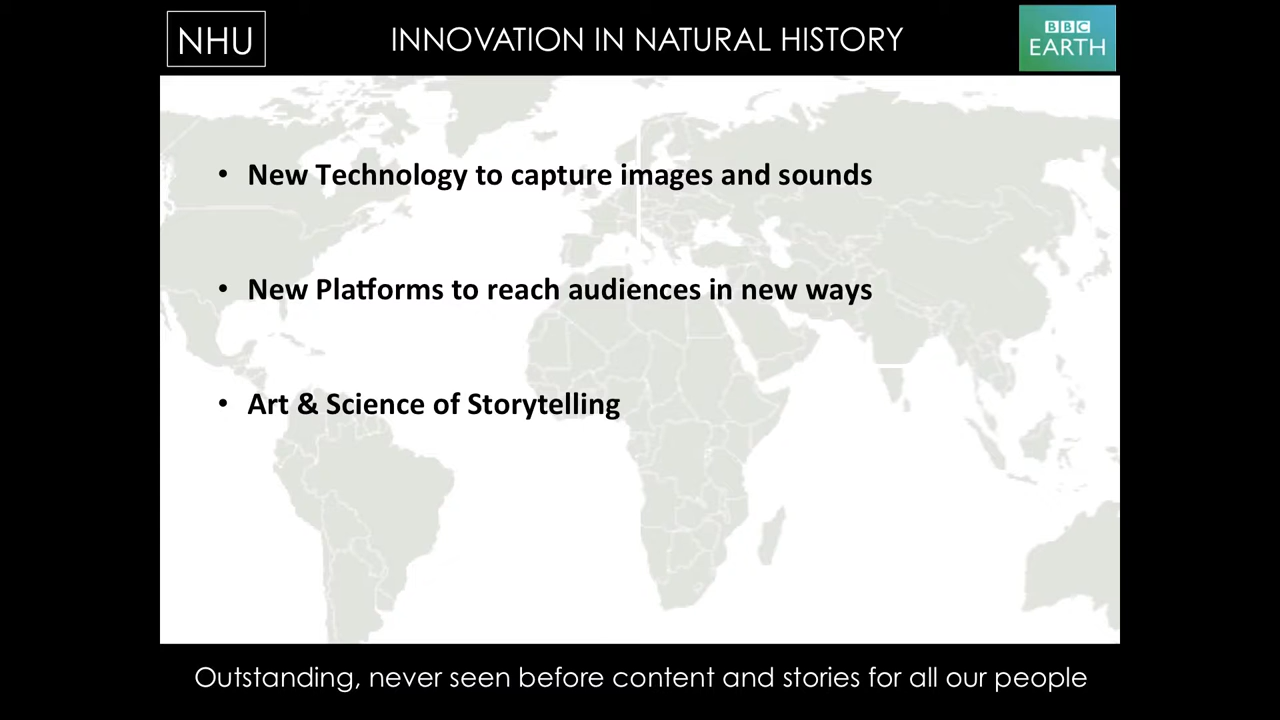 NHU
INNOVATION IN NATURAL HISTORY
BBC
EARTH
• New Technology to capture images and sounds
• New Platforms to reach audiences in new ways
• Art & Science of Storytelling
Outstanding, never seen before content and stories for all our people